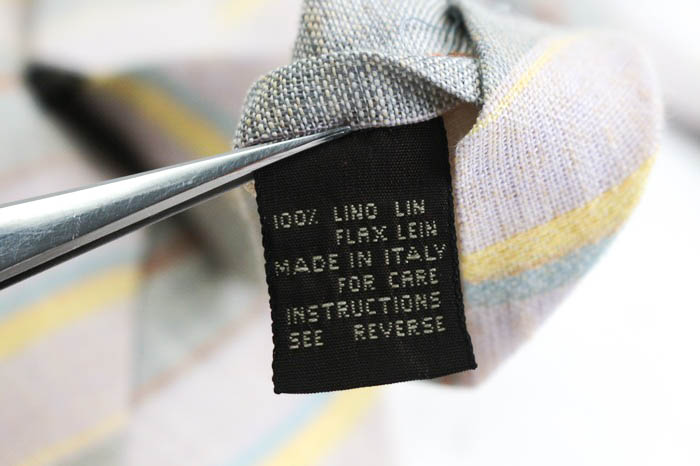 100% LINO LIN
FLAX LEIN
MADE IN ITALY
FOR CARE
INSTRUCTIONS
SEE REVERSE